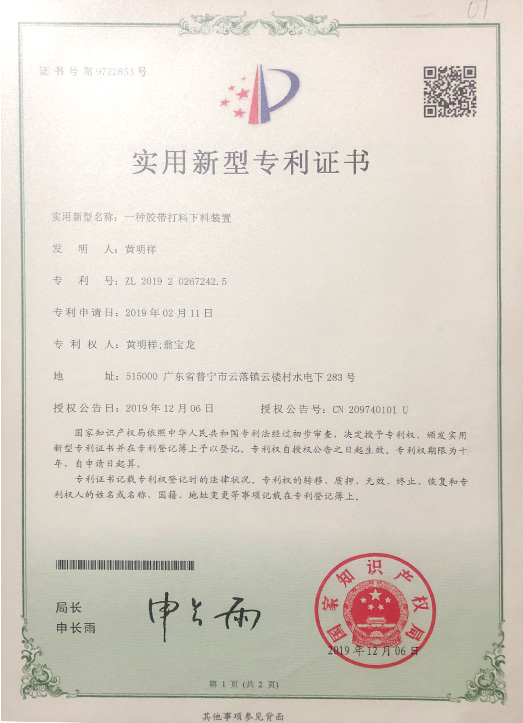 07
证书号第9722853号
实用新型专利证书
实用新型名称：一种胶带打料下料装置
发明人：黄明祥
专利号：ZL 2019 2 0267242.5
专利申请日：2019年02月11日
专利权人：黄明祥;翁宝龙
地址：515000 广东省普宁市云落镇云楼村水电下283号
授权公告日：2019年12月06日 授权公告号：CN 209740101 U
国家知识产权局依照中华人民共和国专利法经过初步审查，决定授予专利权，颁发实用
新型专利证书并在专利登记簿上予以登记。专利权自授权公告之日起生效。专利权期限为十
年，自申请日起算。
专利证书记载专利权登记时的法律状况。专利权的转移、质押、无效、终止、恢复和专
利权人的姓名或名称、国籍、地址变更等事项记载在专利登记簿上。
局长
申长雨
申长雨
国家知识产权局
2019年12月06日
第 1 页 (共 2 页)
其他事项参见背面